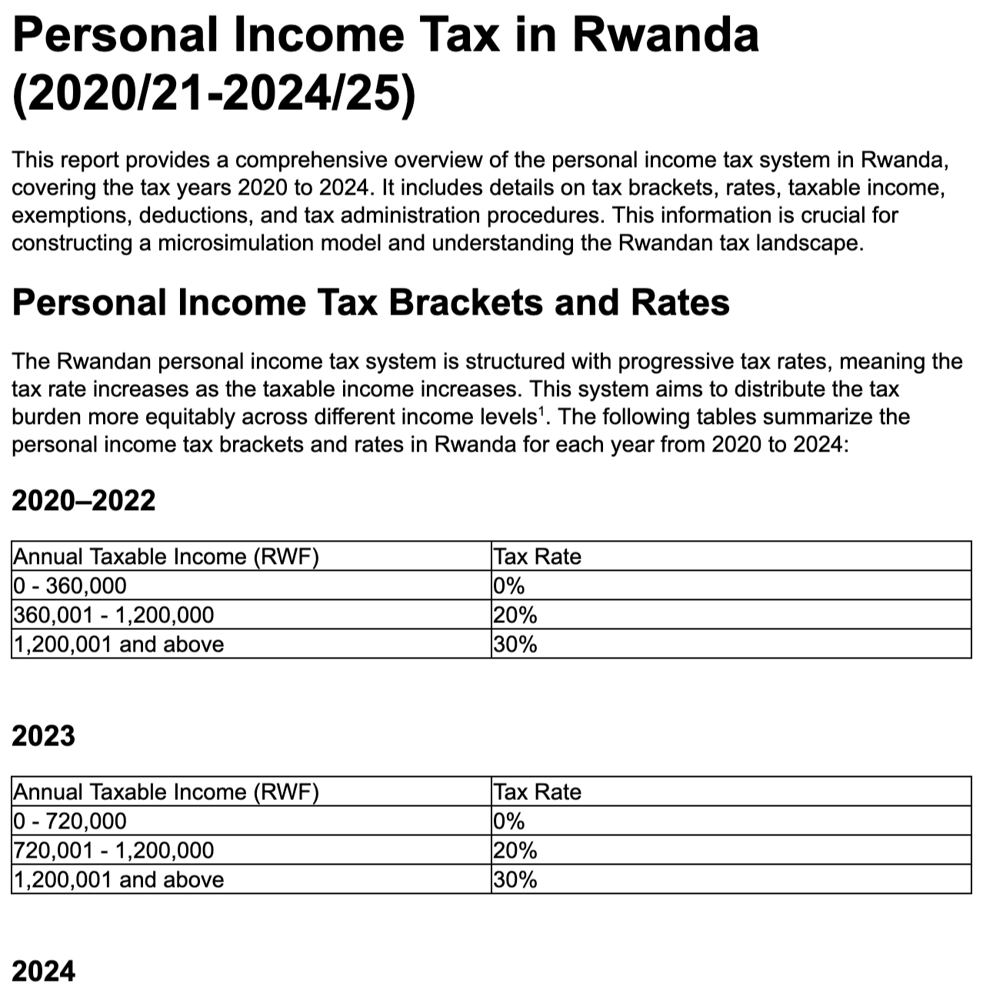 Personal Income Tax in Rwanda
(2020/21-2024/25)
This report provides a comprehensive overview of the personal income tax system in Rwanda,
covering the tax years 2020 to 2024. It includes details on tax brackets, rates, taxable income,
exemptions, deductions, and tax administration procedures. This information is crucial for
constructing a microsimulation model and understanding the Rwandan tax landscape.
Personal Income Tax Brackets and Rates
The Rwandan personal income tax system is structured with progressive tax rates, meaning the
tax rate increases as the taxable income increases. This system aims to distribute the tax
burden more equitably across different income levels¹. The following tables summarize the
personal income tax brackets and rates in Rwanda for each year from 2020 to 2024:
2020–2022
Annual Taxable Income (RWF) Tax Rate
0 - 360,000 0%
360,001 - 1,200,000 20%
1,200,001 and above 30%
2023
Annual Taxable Income (RWF) Tax Rate
0 - 720,000 0%
720,001 - 1,200,000 20%
1,200,001 and above 30%
2024